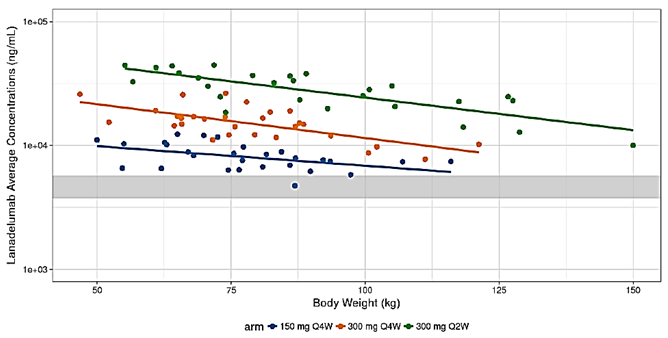 Lanadelumab Average Concentrations (ng/mL)
1e+05
1e+04
1e+03
50
75
100
125
150
Body Weight (kg)
arm 150 mg Q4W 300 mg Q4W 300 mg Q2W